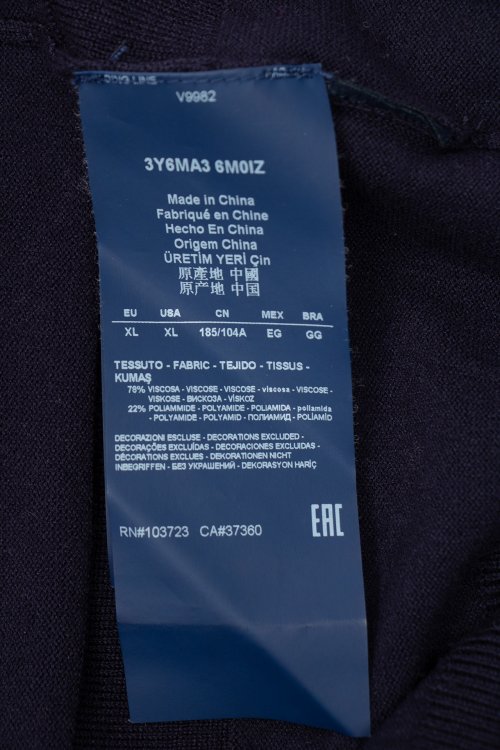 V9982
3Y6MA3 6M0IZ
Made in China
Fabriqué en Chine
Hecho En China
Origem China
ÜRETİM YERİ Çin
原產地 中國
原产地 中国
EU USA CN MEX BRA
XL XL 185/104A EG GG
TESSUTO - FABRIC - TEJIDO - TISSUS -
KUMAŞ
78% VISCOSA - VISCOSE - VISCOSE - viscosa - VISCOSE -
VISKOSE - ВИСКОЗА - VİSKOZ
22% POLIAMMIDE - POLYAMIDE - POLIAMIDA - poliamida
- POLYAMIDE - POLYAMID - ПОЛИАМИД - POLİAMİD
DECORAZIONI ESCLUSE - DECORATIONS EXCLUDED -
DECORAÇÕES EXCLUÍDAS - DECORACIONES EXCLUIDAS -
DÉCORATIONS EXCLUES - DEKORATIONEN NICHT
INBEGRIFFEN - БЕЗ УКРАШЕНИЙ - DEKORASYON HARİÇ
RN#103723 CA#37360 EAC